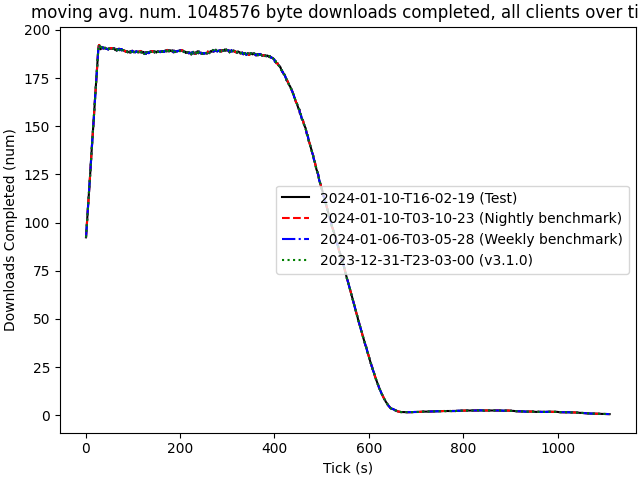 moving avg. num. 1048576 byte downloads completed, all clients over ti
200
175
150
125
100
75
50
25
0
Downloads Completed (num)
2024-01-10-T16-02-19 (Test)
2024-01-10-T03-10-23 (Nightly benchmark)
2024-01-06-T03-05-28 (Weekly benchmark)
2023-12-31-T23-03-00 (v3.1.0)
0 200 400 600 800 1000
Tick (s)